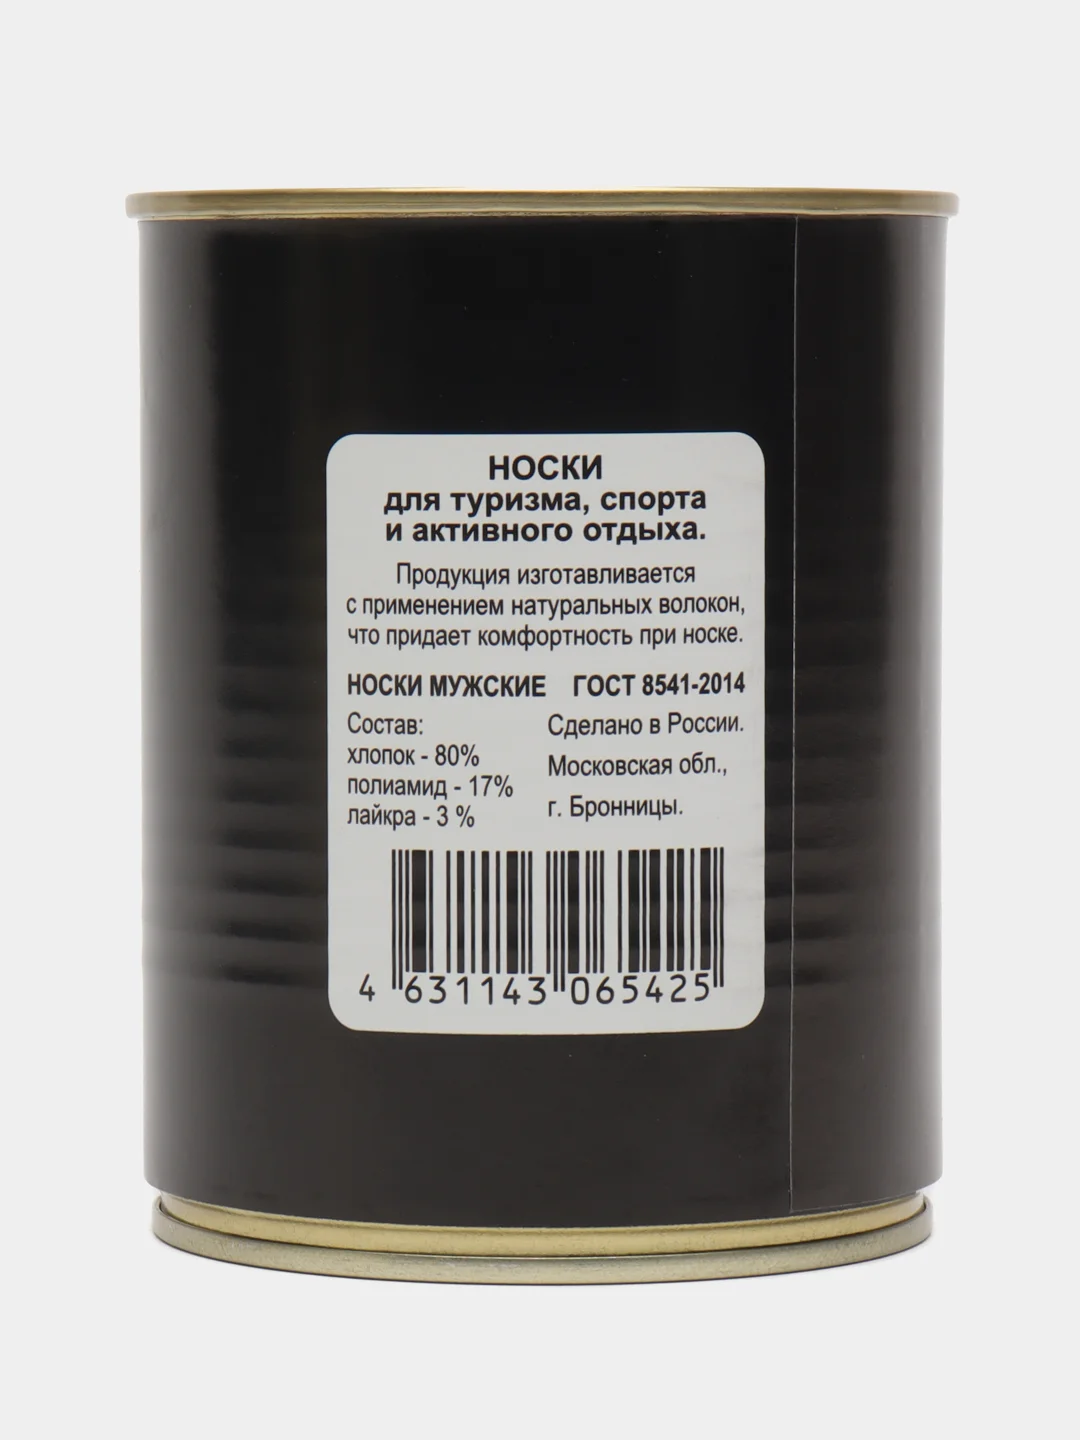 НОСКИ
для туризма, спорта
и активного отдыха.
Продукция изготавливается
с применением натуральных волокон,
что придает комфортность при носке.
НОСКИ МУЖСКИЕ ГОСТ 8541-2014
Состав:
хлопок - 80%
полиамид - 17%
лайкра - 3 %
Сделано в России.
Московская обл.,
г. Бронницы.
4 631143 065425